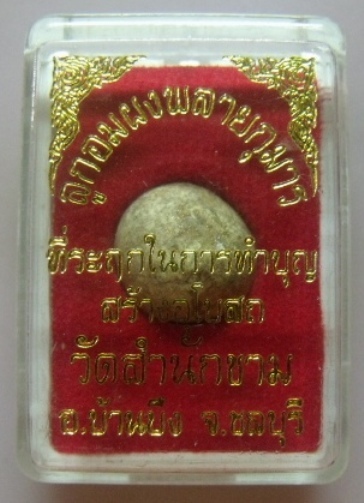 ลูกอมผงพลายกุมาร
ที่ระฤกในการทำบุญ
สร้างอุโบสถ
วัดสำนักขาม
อ.บ้านบึง จ.ชลบุรี